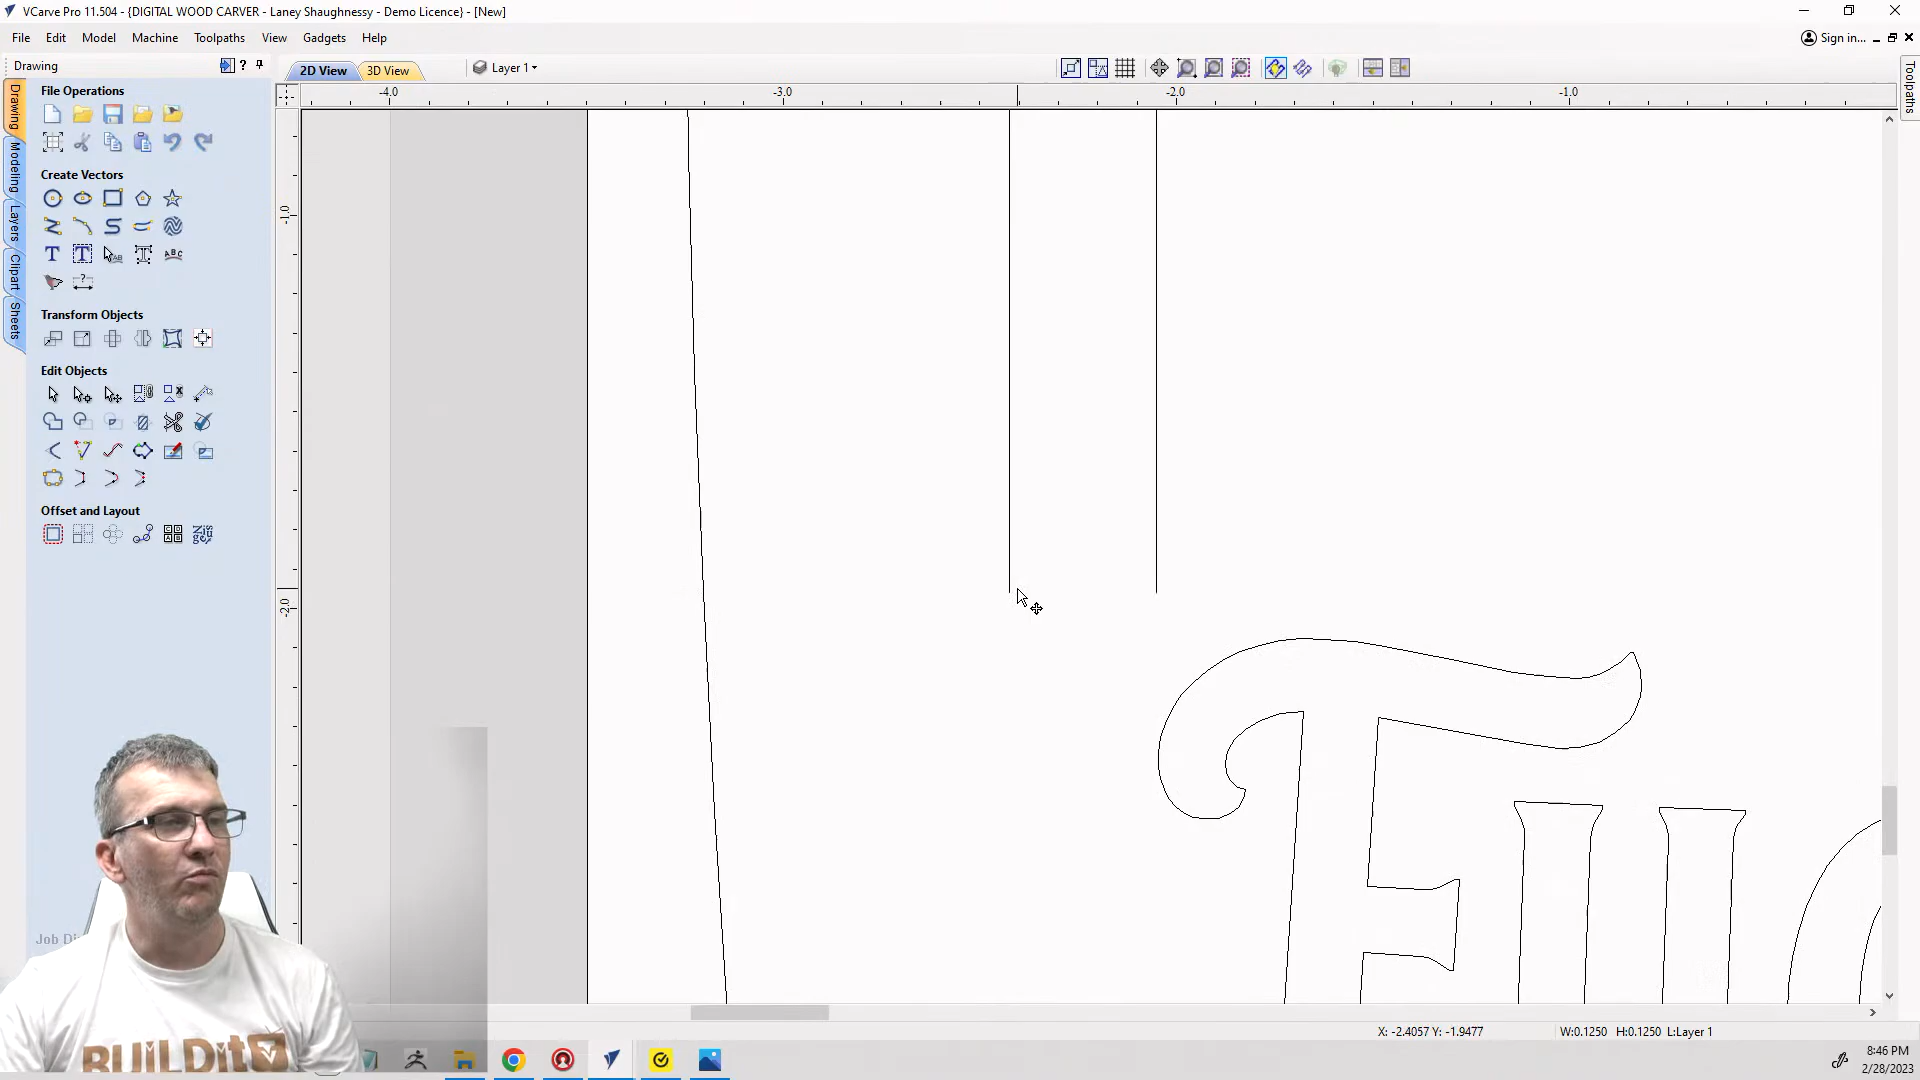 VCarve Pro 11.504 - {DIGITAL WOOD CARVER - Laney Shaughnessy - Demo Licence} - [New]
File Edit Model Machine Toolpaths View Gadgets Help
Sign in...
Drawing
2D View 3D View Layer 1
Toolpaths
Drawing
Modeling
Layers
Clipart
Sheets
File Operations
Create Vectors
Transform Objects
Edit Objects
Offset and Layout
-4.0 -3.0 -2.0 -1.0
-1.0
-2.0
Job Di
BUILDit
X: -2.4057 Y: -1.9477 W:0.1250 H:0.1250 L:Layer 1
8:46 PM
2/28/2023